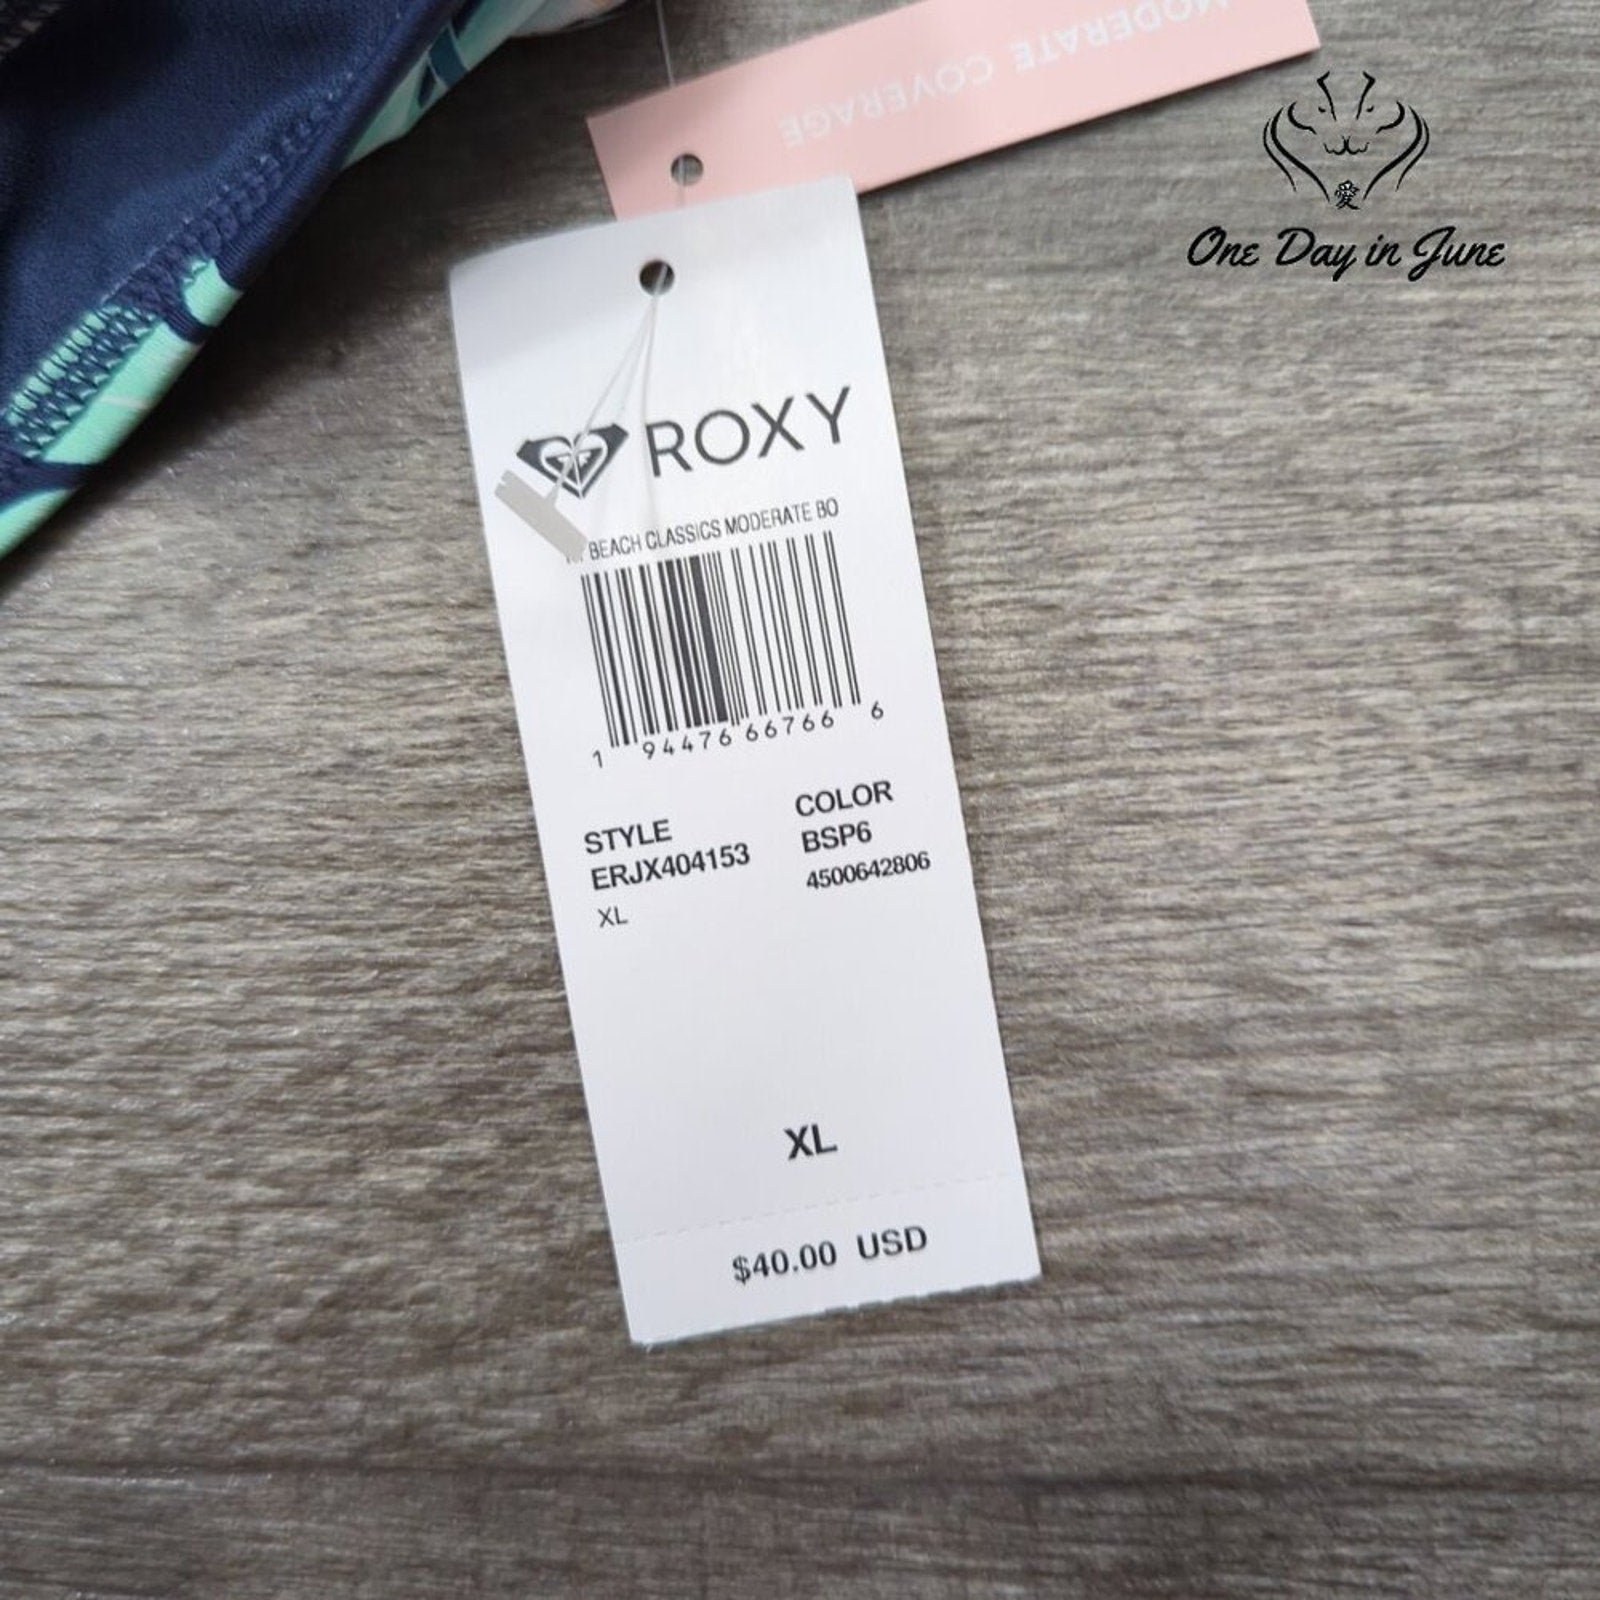 MODERATE COVERAGE
愛
One Day in June
ROXY
BEACH CLASSICS MODERATE BO
1 94476 66766 6
STYLE
ERJX404153
XL
COLOR
BSP6
4500642806
XL
$40.00 USD